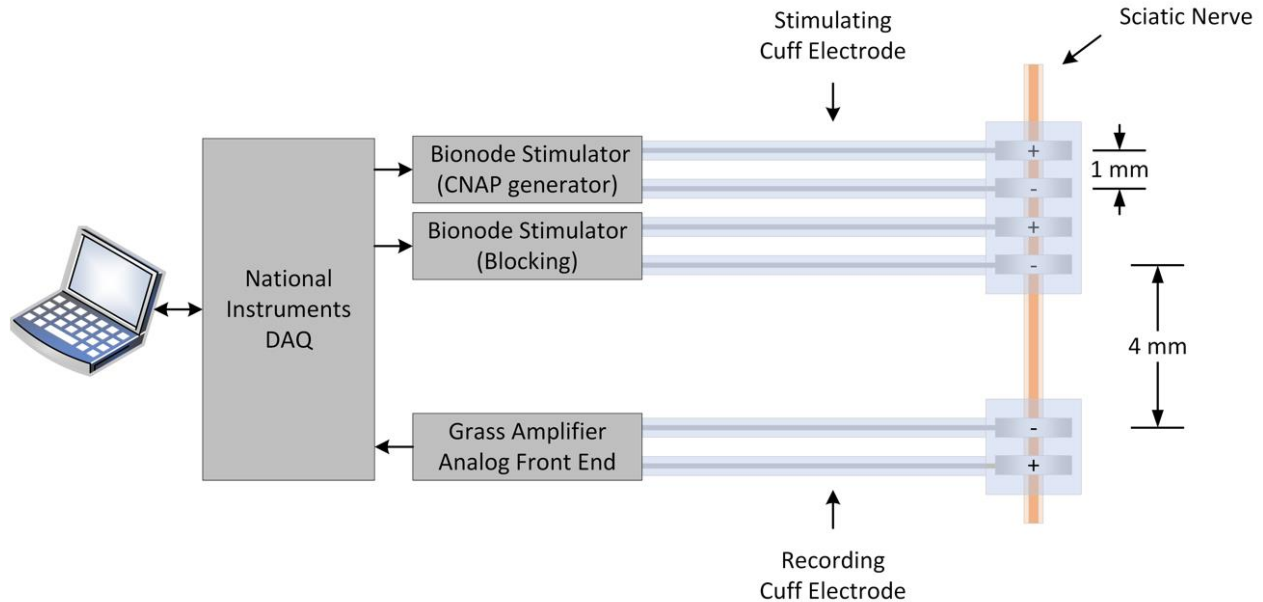 Stimulating
Cuff Electrode
Sciatic Nerve
Bionode Stimulator
(CNAP generator)
+
-
1 mm
Bionode Stimulator
(Blocking)
+
-
National
Instruments
DAQ
4 mm
Grass Amplifier
Analog Front End
-
+
Recording
Cuff Electrode